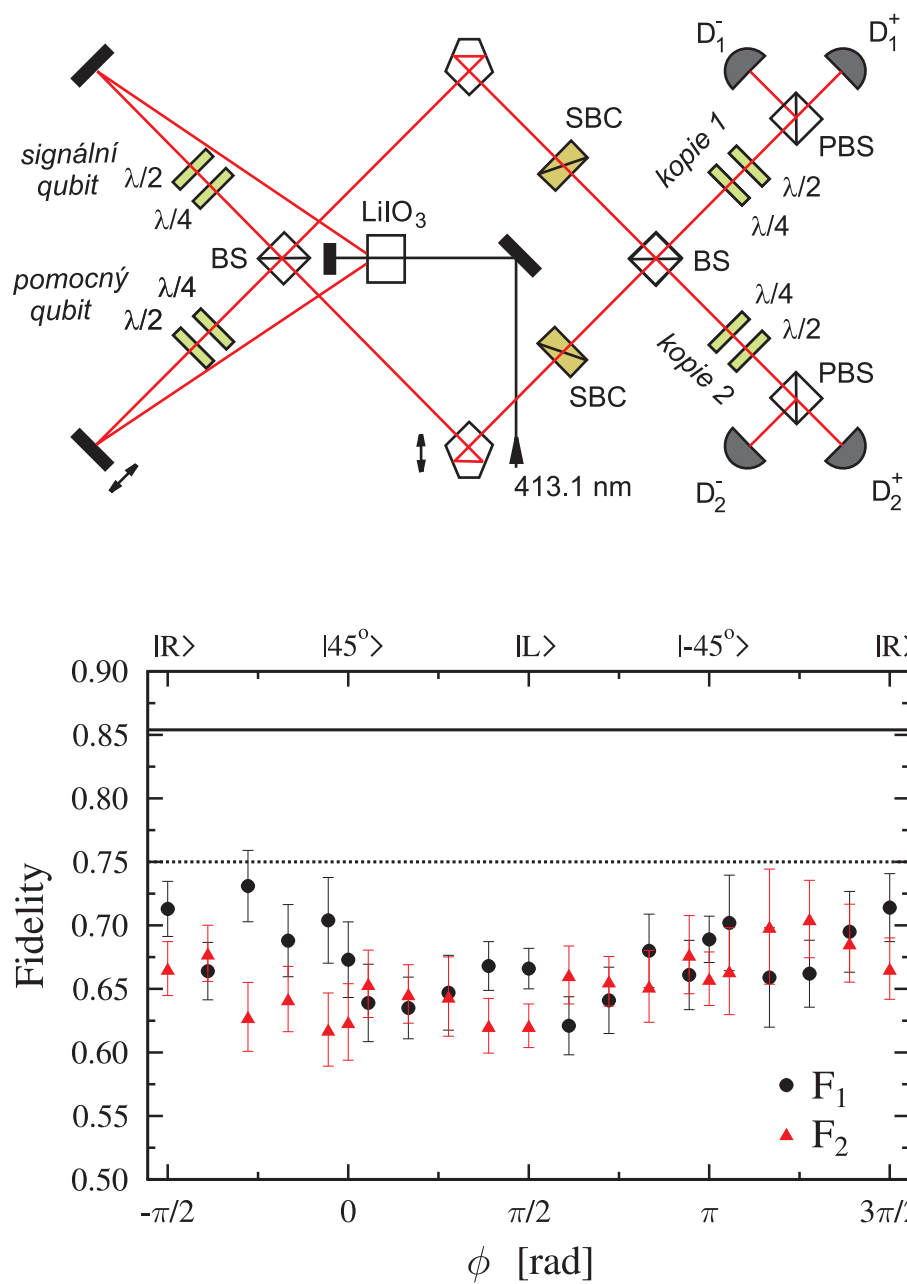 D₁⁻ D₁⁺
SBC
kopie 1
PBS
signální
qubit
λ/2
λ/4
λ/2
λ/4
LiIO₃
BS
BS
pomocný
qubit
λ/4
λ/2
λ/4
λ/2
kopie 2
PBS
SBC
413.1 nm
D₂⁻ D₂⁺
|R⟩ |45°⟩ |L⟩ |-45°⟩ |R⟩
0.90
0.85
0.80
0.75
0.70
0.65
0.60
0.55
0.50
Fidelity
F₁
F₂
-π/2 0 π/2 π 3π/2
ϕ [rad]